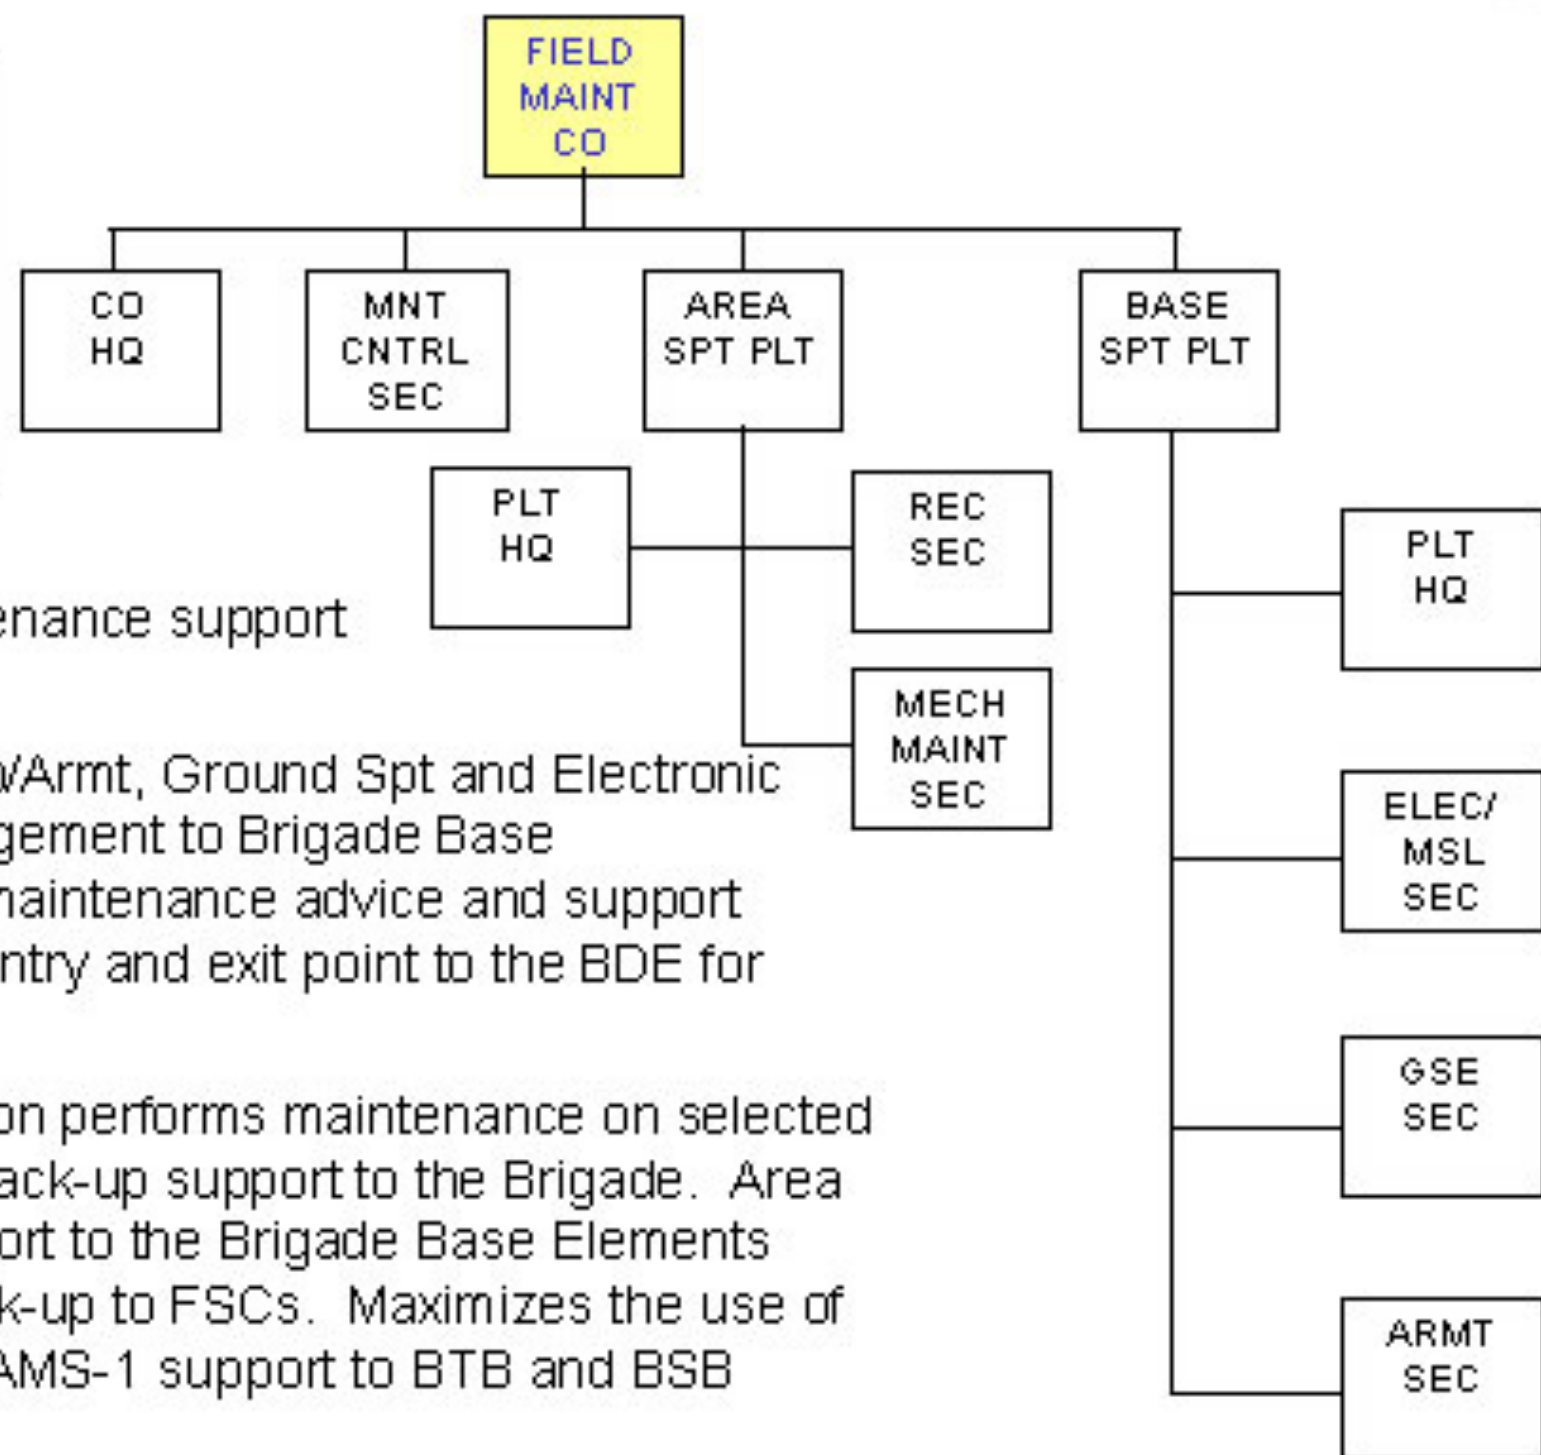 FIELD
MAINT
CO
CO
HQ
MNT
CNTRL
SEC
AREA
SPT PLT
BASE
SPT PLT
PLT
HQ
REC
SEC
MECH
MAINT
SEC
PLT
HQ
ELEC/
MSL
SEC
GSE
SEC
ARMT
SEC
enance support
/Armt, Ground Spt and Electronic
gement to Brigade Base
maintenance advice and support
ntry and exit point to the BDE for
on performs maintenance on selected
ack-up support to the Brigade. Area
ort to the Brigade Base Elements
k-up to FSCs. Maximizes the use of
AMS-1 support to BTB and BSB